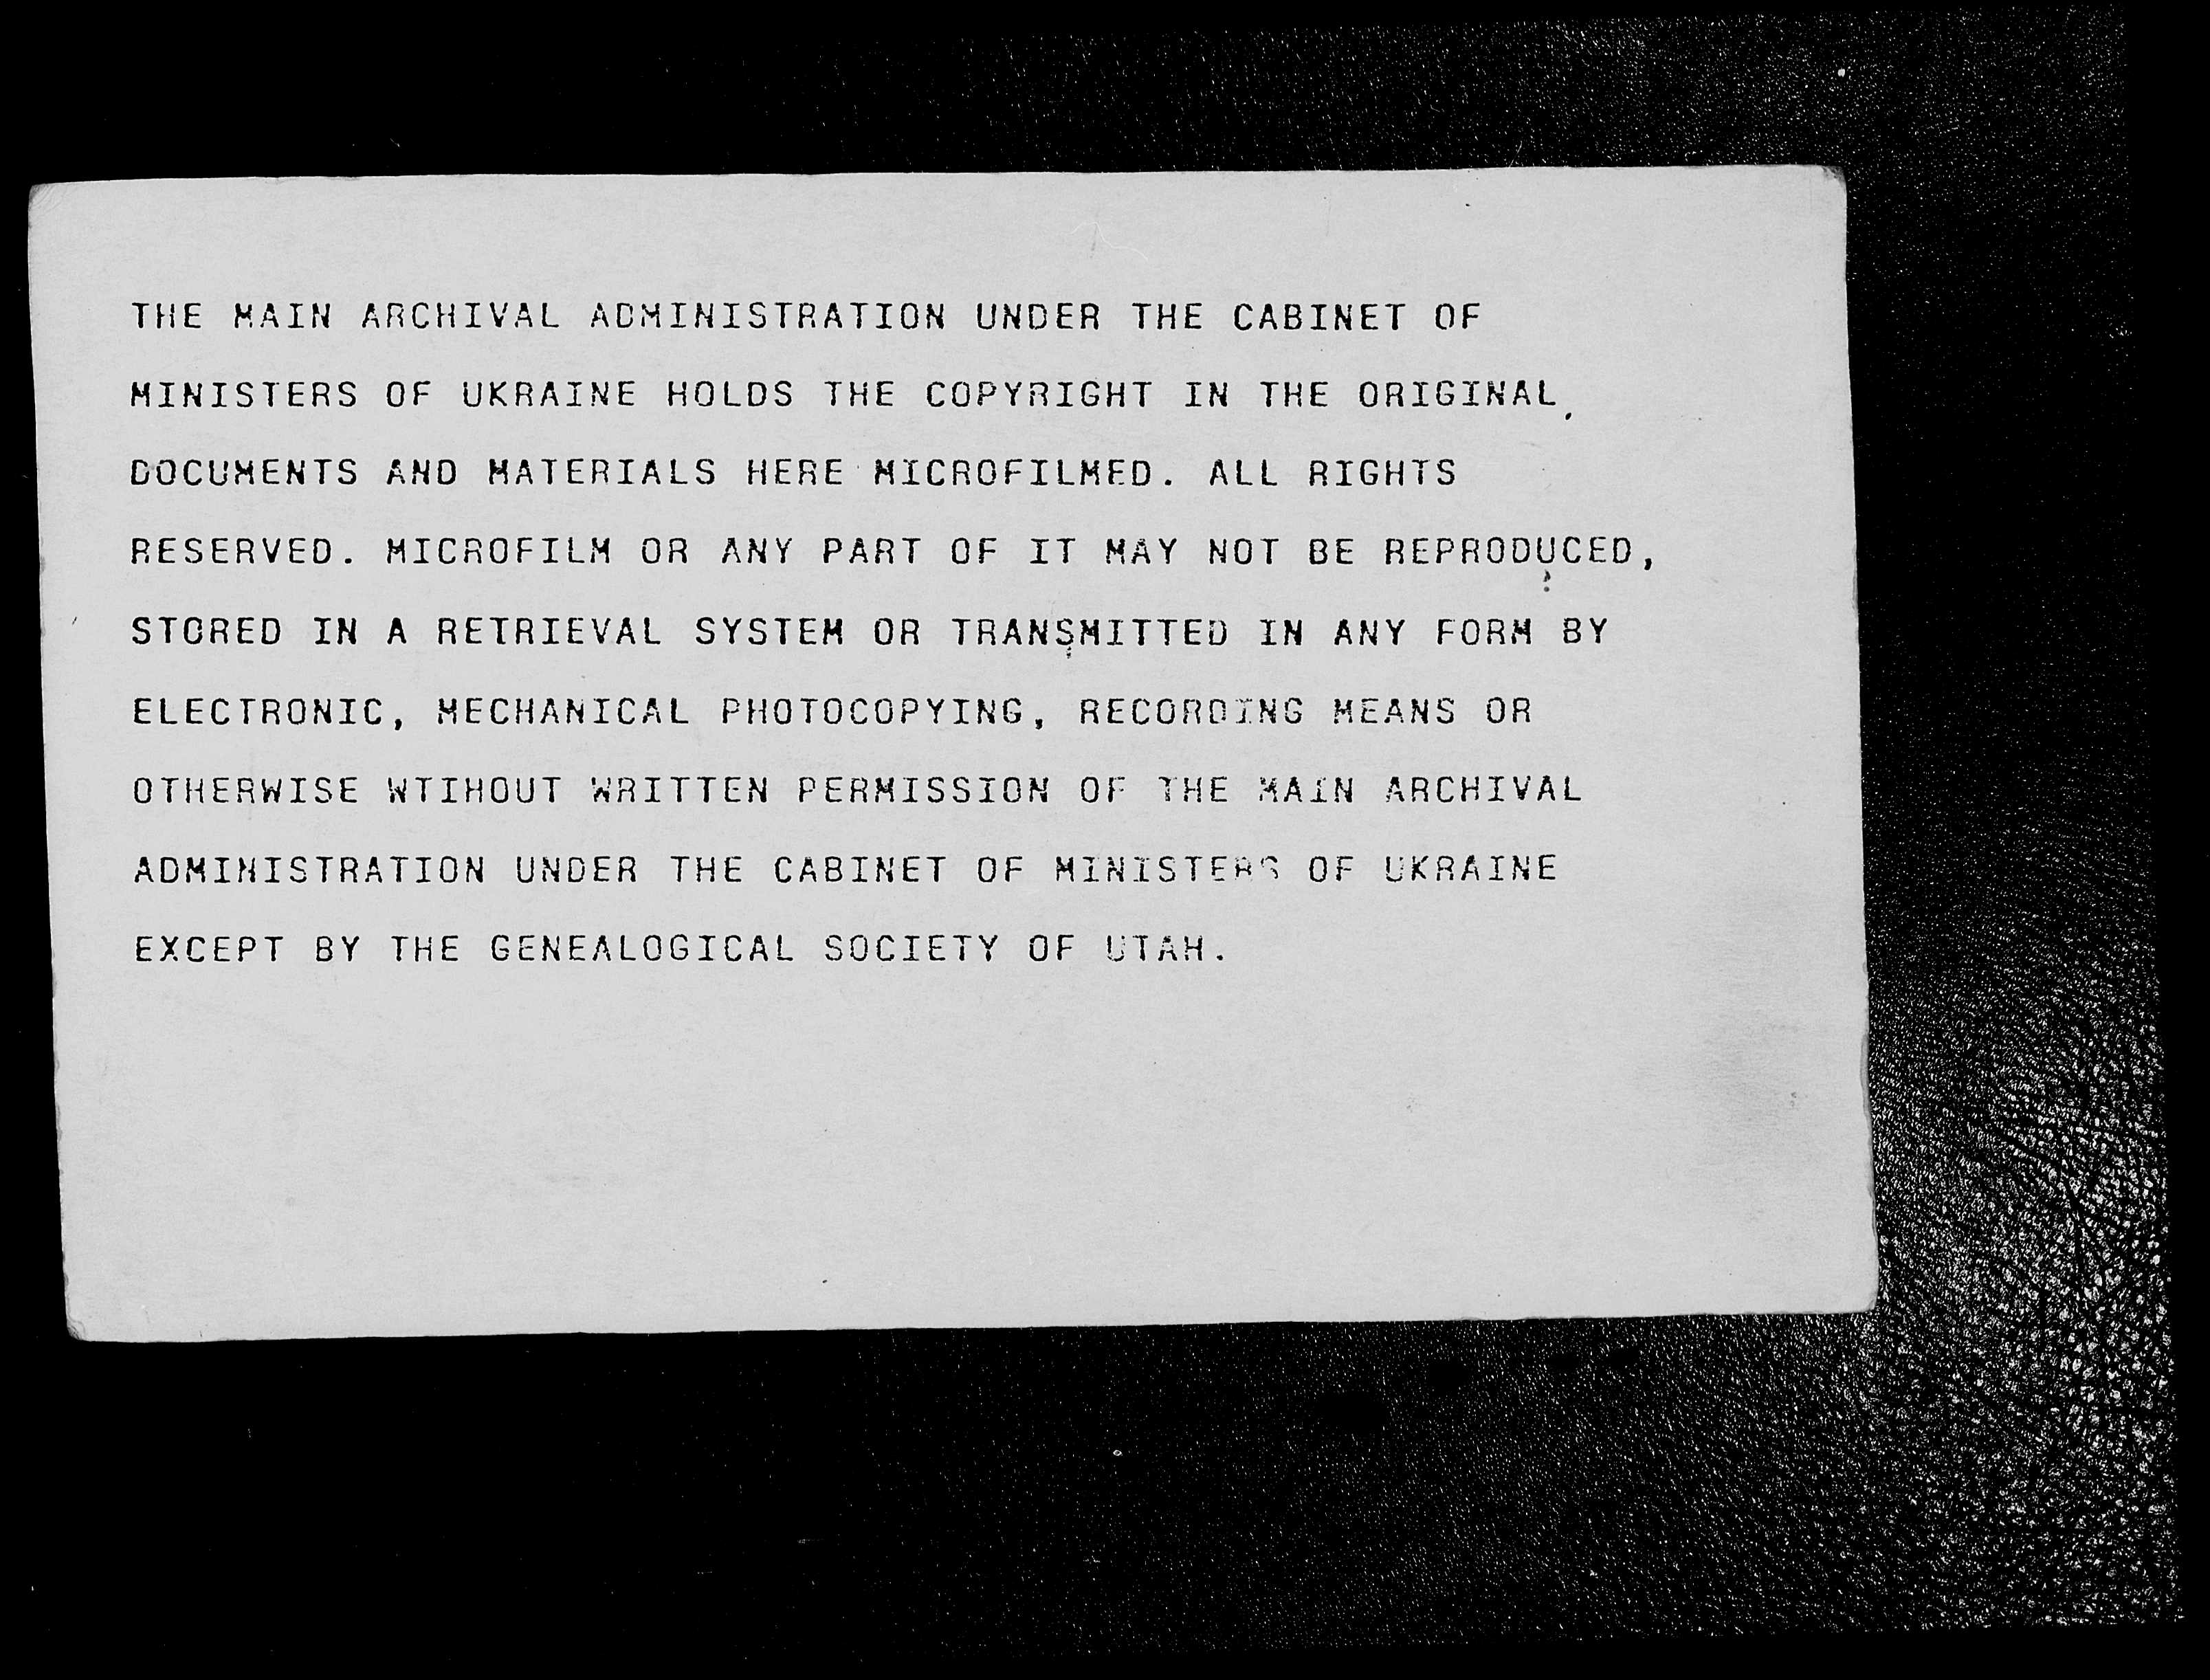 THE MAIN ARCHIVAL ADMINISTRATION UNDER THE CABINET OF
MINISTERS OF UKRAINE HOLDS THE COPYRIGHT IN THE ORIGINAL
DOCUMENTS AND MATERIALS HERE MICROFILMED. ALL RIGHTS
RESERVED. MICROFILM OR ANY PART OF IT MAY NOT BE REPRODUCED,
STORED IN A RETRIEVAL SYSTEM OR TRANSMITTED IN ANY FORM BY
ELECTRONIC, MECHANICAL PHOTOCOPYING, RECORDING MEANS OR
OTHERWISE WTIHOUT WRITTEN PERMISSION OF THE MAIN ARCHIVAL
ADMINISTRATION UNDER THE CABINET OF MINISTERS OF UKRAINE
EXCEPT BY THE GENEALOGICAL SOCIETY OF UTAH.